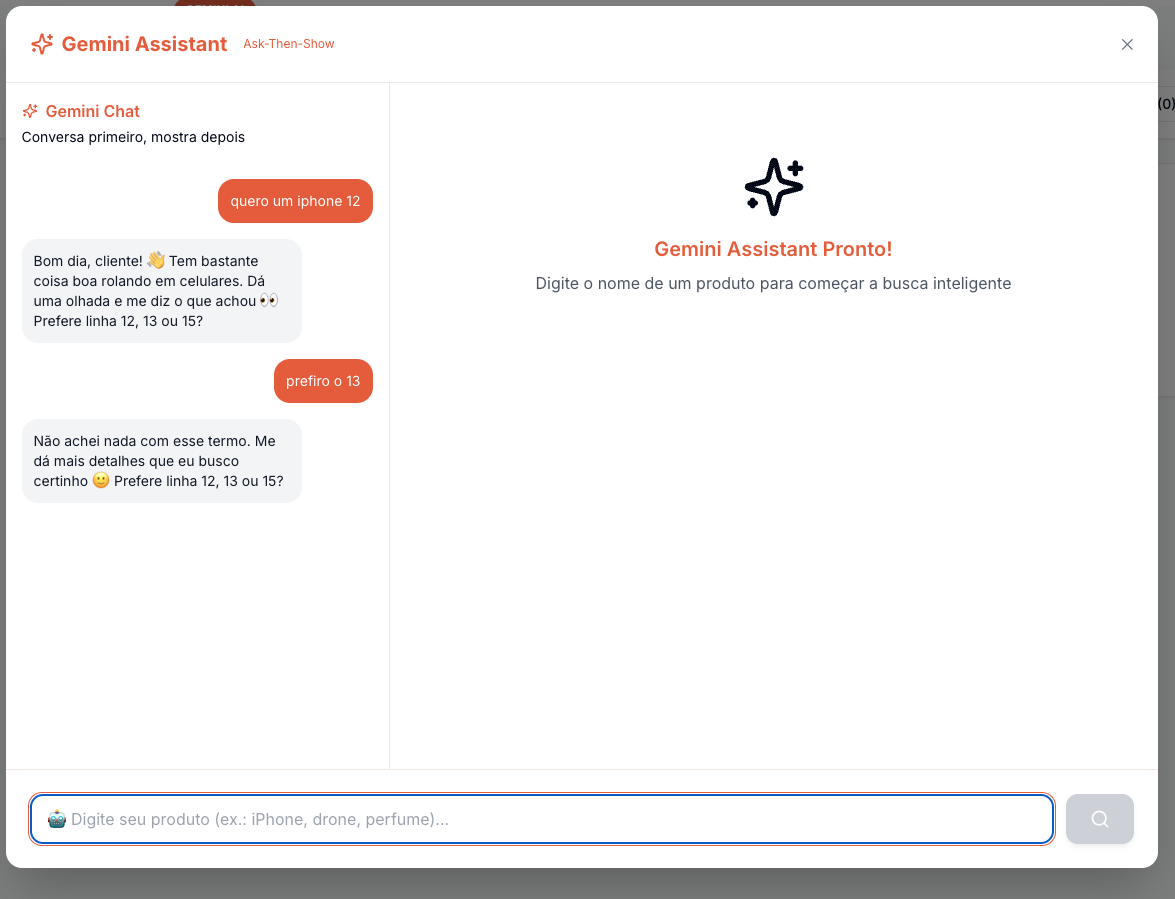 Gemini Assistant Ask-Then-Show
(0)
Gemini Chat
Conversa primeiro, mostra depois
quero um iphone 12
Bom dia, cliente! 👋 Tem bastante
coisa boa rolando em celulares. Dá
uma olhada e me diz o que achou 👀
Prefere linha 12, 13 ou 15?
prefiro o 13
Não achei nada com esse termo. Me
dá mais detalhes que eu busco
certinho 🙂 Prefere linha 12, 13 ou 15?
Gemini Assistant Pronto!
Digite o nome de um produto para começar a busca inteligente
🤖 Digite seu produto (ex.: iPhone, drone, perfume)...